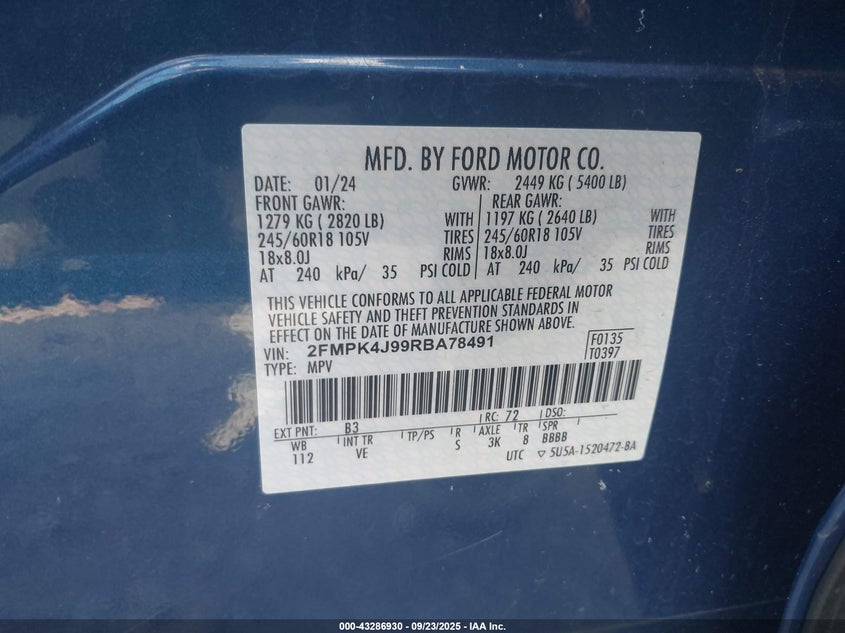 MFD. BY FORD MOTOR CO.
DATE: 01/24 GVWR: 2449 KG ( 5400 LB)
FRONT GAWR: REAR GAWR:
1279 KG ( 2820 LB) WITH 1197 KG ( 2640 LB) WITH
245/60R18 105V TIRES 245/60R18 105V TIRES
18x8.0J RIMS 18x8.0J RIMS
AT 240 kPa/ 35 PSI COLD AT 240 kPa/ 35 PSI COLD
THIS VEHICLE CONFORMS TO ALL APPLICABLE FEDERAL MOTOR
VEHICLE SAFETY AND THEFT PREVENTION STANDARDS IN
EFFECT ON THE DATE OF MANUFACTURE SHOWN ABOVE.
VIN: 2FMPK4J99RBA78491 F0135
TYPE: MPV T0397
EXT PNT: B3 RC: 72 DSO:
WB INT TR TP/PS R AXLE TR SPR
112 VE S 3K 8 BBBB
UTC ▽ 5U5A-1520472-BA
000-43286930 - 09/23/2025 - IAA Inc.